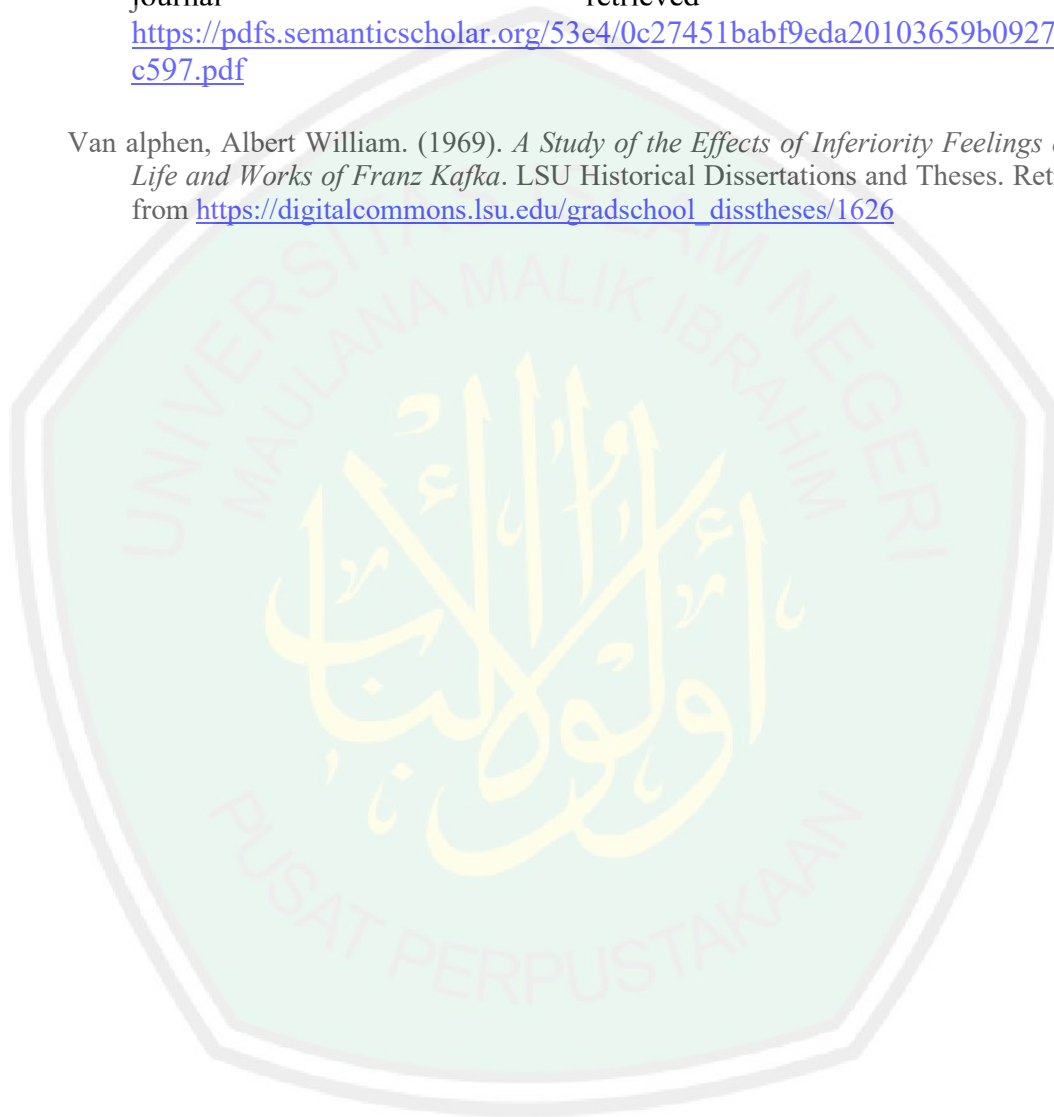 journal retrieved
https://pdfs.semanticscholar.org/53e4/0c27451babf9eda20103659b0927
c597.pdf
Van alphen, Albert William. (1969). A Study of the Effects of Inferiority Feelings
Life and Works of Franz Kafka. LSU Historical Dissertations and Theses. Ret
from https://digitalcommons.lsu.edu/gradschool_disstheses/1626
UNIVERSITAS ISLAM NEGERI
MAULANA MALIK IBRAHIM
أولوا الألباب
PUSAT PERPUSTAKAAN